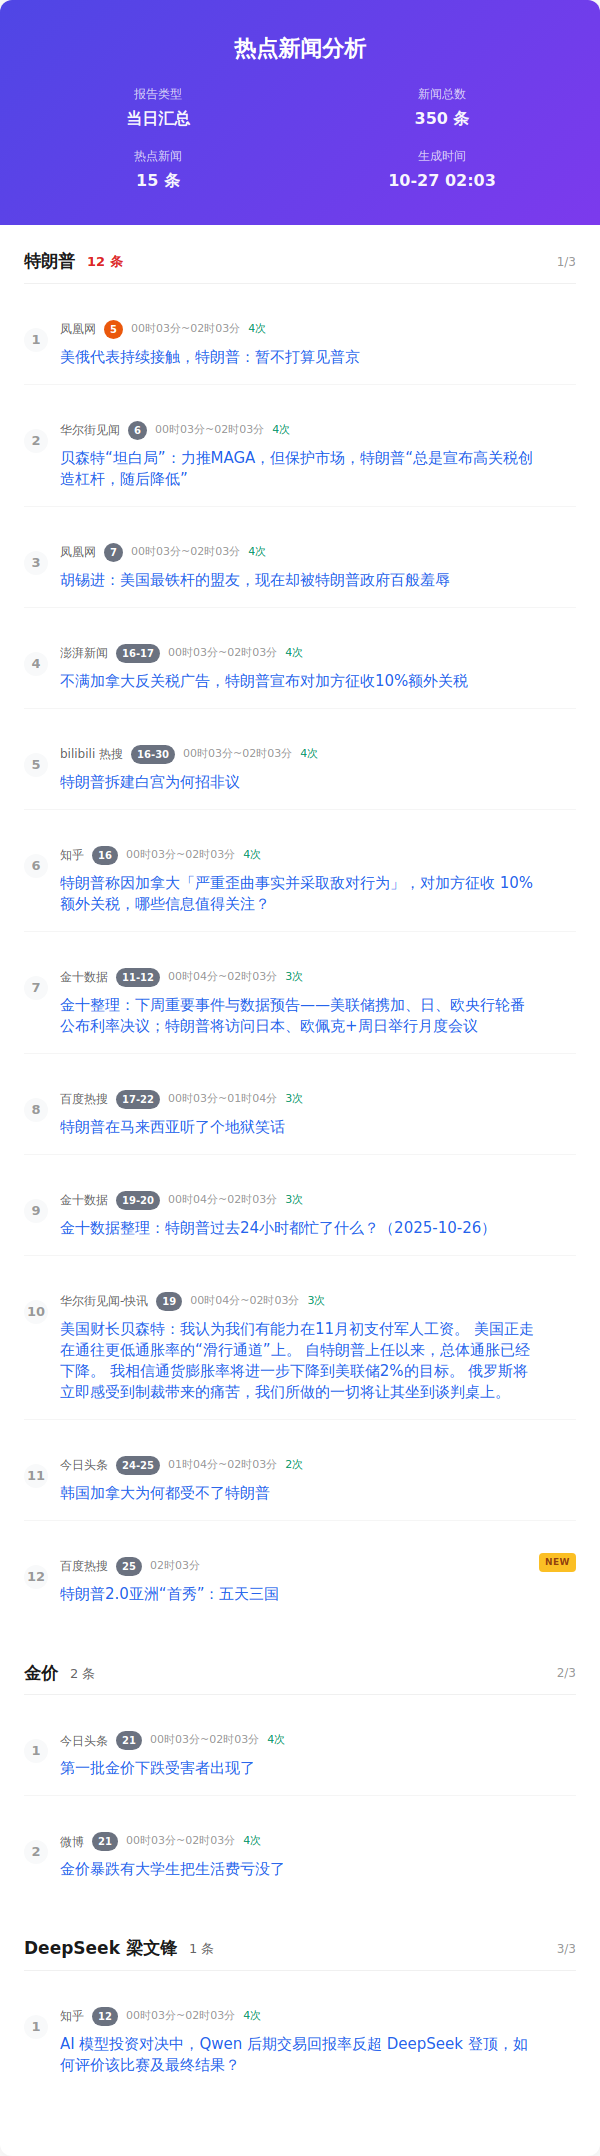 热点新闻分析
报告类型
新闻总数
当日汇总
350 条
热点新闻
生成时间
15 条
10-27 02:03
特朗普 12 条 1/3
1 凤凰网 5 00时03分~02时03分 4次
美俄代表持续接触，特朗普：暂不打算见普京
2 华尔街见闻 6 00时03分~02时03分 4次
贝森特“坦白局”：力推MAGA，但保护市场，特朗普“总是宣布高关税创
造杠杆，随后降低”
3 凤凰网 7 00时03分~02时03分 4次
胡锡进：美国最铁杆的盟友，现在却被特朗普政府百般羞辱
4 澎湃新闻 16-17 00时03分~02时03分 4次
不满加拿大反关税广告，特朗普宣布对加方征收10%额外关税
5 bilibili 热搜 16-30 00时03分~02时03分 4次
特朗普拆建白宫为何招非议
6 知乎 16 00时03分~02时03分 4次
特朗普称因加拿大「严重歪曲事实并采取敌对行为」，对加方征收 10%
额外关税，哪些信息值得关注？
7 金十数据 11-12 00时04分~02时03分 3次
金十整理：下周重要事件与数据预告——美联储携加、日、欧央行轮番
公布利率决议；特朗普将访问日本、欧佩克+周日举行月度会议
8 百度热搜 17-22 00时03分~01时04分 3次
特朗普在马来西亚听了个地狱笑话
9 金十数据 19-20 00时04分~02时03分 3次
金十数据整理：特朗普过去24小时都忙了什么？（2025-10-26）
10 华尔街见闻-快讯 19 00时04分~02时03分 3次
美国财长贝森特：我认为我们有能力在11月初支付军人工资。 美国正走
在通往更低通胀率的“滑行通道”上。 自特朗普上任以来，总体通胀已经
下降。 我相信通货膨胀率将进一步下降到美联储2%的目标。 俄罗斯将
立即感受到制裁带来的痛苦，我们所做的一切将让其坐到谈判桌上。
11 今日头条 24-25 01时04分~02时03分 2次
韩国加拿大为何都受不了特朗普
12 百度热搜 25 02时03分 NEW
特朗普2.0亚洲“首秀”：五天三国
金价 2 条 2/3
1 今日头条 21 00时03分~02时03分 4次
第一批金价下跌受害者出现了
2 微博 21 00时03分~02时03分 4次
金价暴跌有大学生把生活费亏没了
DeepSeek 梁文锋 1 条 3/3
1 知乎 12 00时03分~02时03分 4次
AI 模型投资对决中，Qwen 后期交易回报率反超 DeepSeek 登顶，如
何评价该比赛及最终结果？